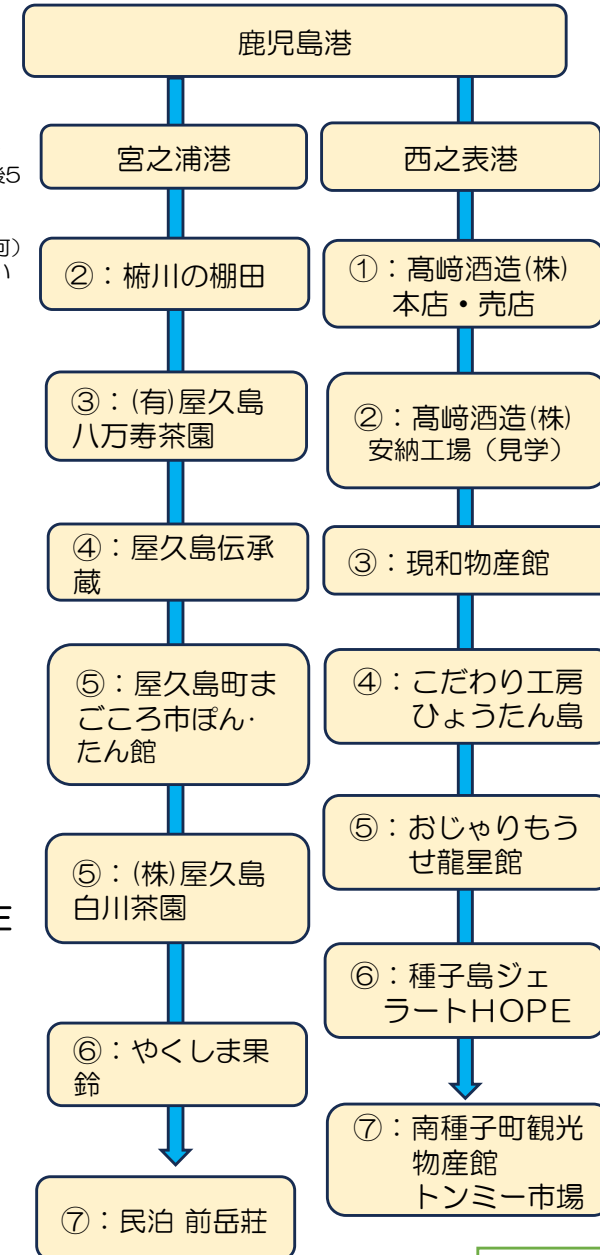 鹿児島港
宮之浦港
②：椨川の棚田
③：(有)屋久島
八万寿茶園
④：屋久島伝承
蔵
⑤：屋久島町ま
ごころ市ぽん･
たん館
⑤：(株)屋久島
白川茶園
⑥：やくしま果
鈴
⑦：民泊 前岳荘
西之表港
①：髙﨑酒造(株)
本店・売店
②：髙﨑酒造(株)
安納工場（見学）
③：現和物産館
④：こだわり工房
ひょうたん島
⑤：おじゃりもう
せ龍星館
⑥：種子島ジェ
ラートHOPE
⑦：南種子町観光
物産館
トンミー市場
後5
可）
い
E